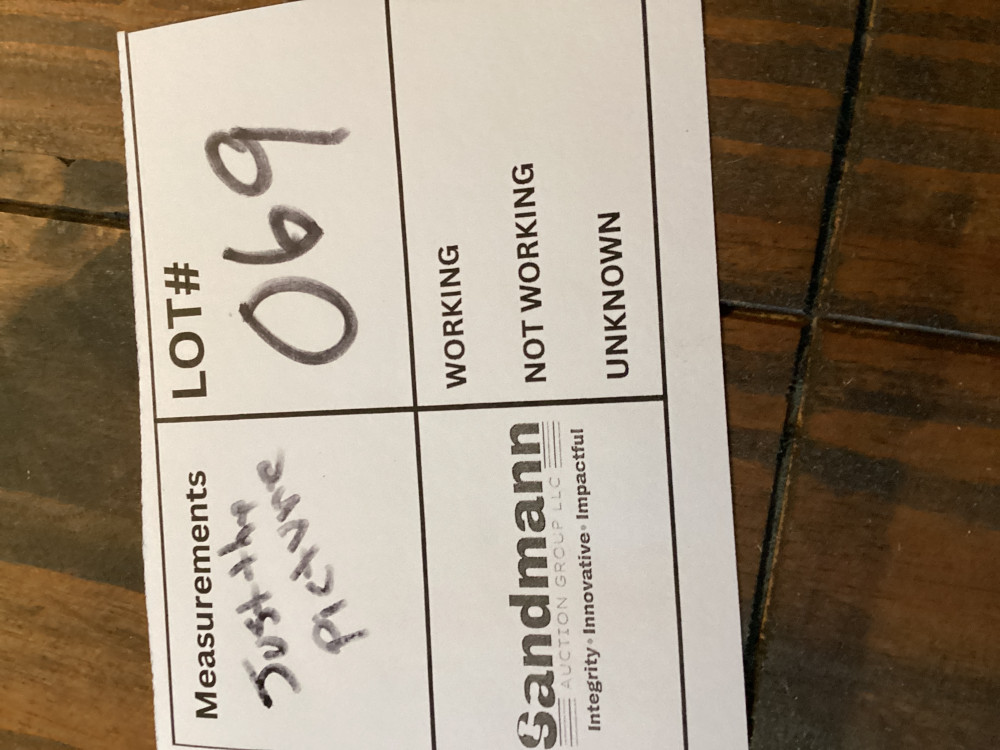 Measurements
Just the
picture
LOT#
069
Sandmann
AUCTION GROUP LLC
Integrity • Innovative • Impactful
WORKING
NOT WORKING
UNKNOWN